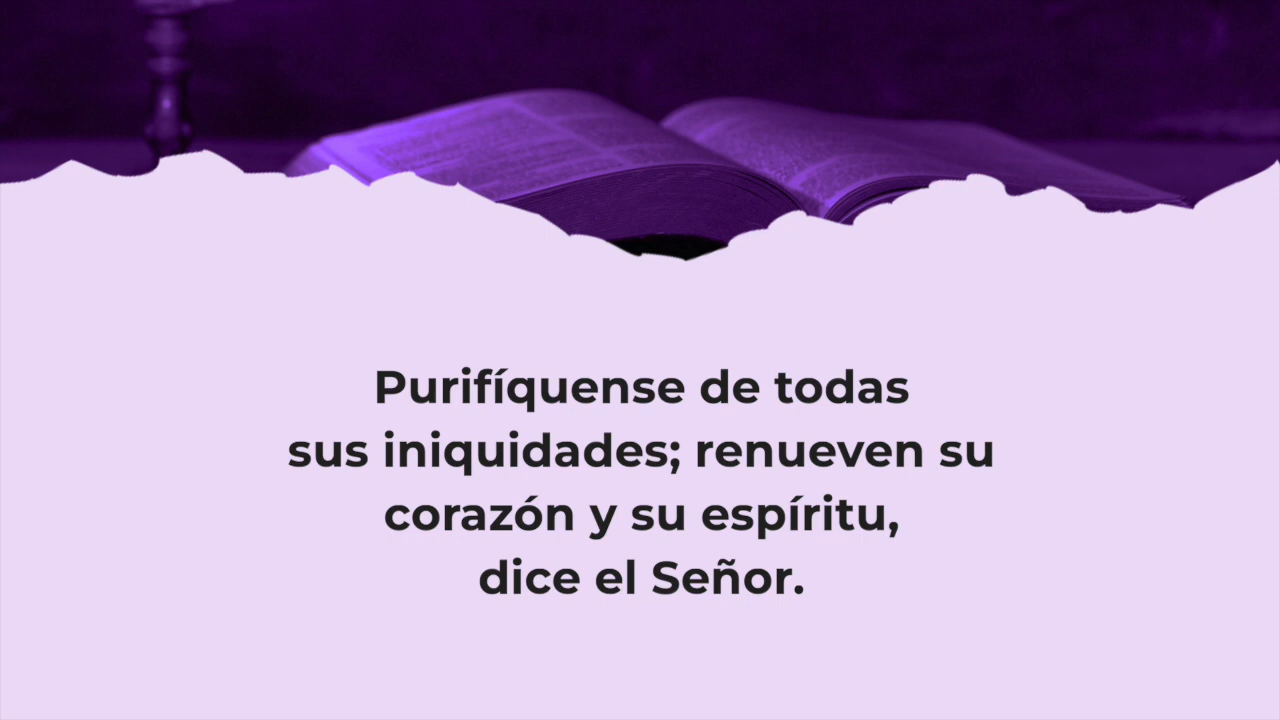 Purifíquense de todas
sus iniquidades; renueven su
corazón y su espíritu,
dice el Señor.